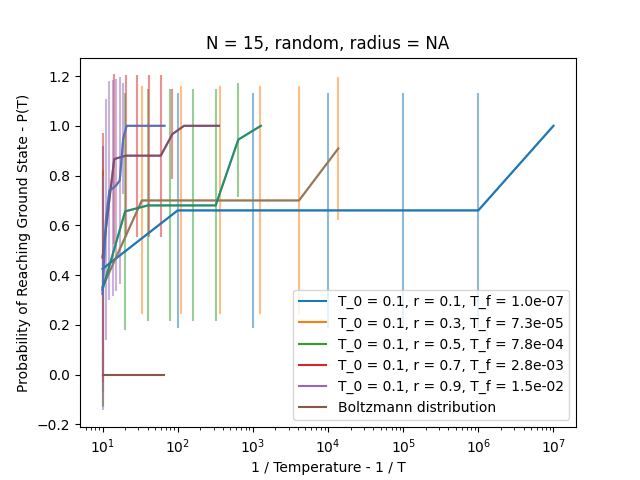 N = 15, random, radius = NA
Probability of Reaching Ground State - P(T)
1.2
1.0
0.8
0.6
0.4
0.2
0.0
−0.2
T_0 = 0.1, r = 0.1, T_f = 1.0e-07
T_0 = 0.1, r = 0.3, T_f = 7.3e-05
T_0 = 0.1, r = 0.5, T_f = 7.8e-04
T_0 = 0.1, r = 0.7, T_f = 2.8e-03
T_0 = 0.1, r = 0.9, T_f = 1.5e-02
Boltzmann distribution
10¹ 10² 10³ 10⁴ 10⁵ 10⁶ 10⁷
1 / Temperature - 1 / T